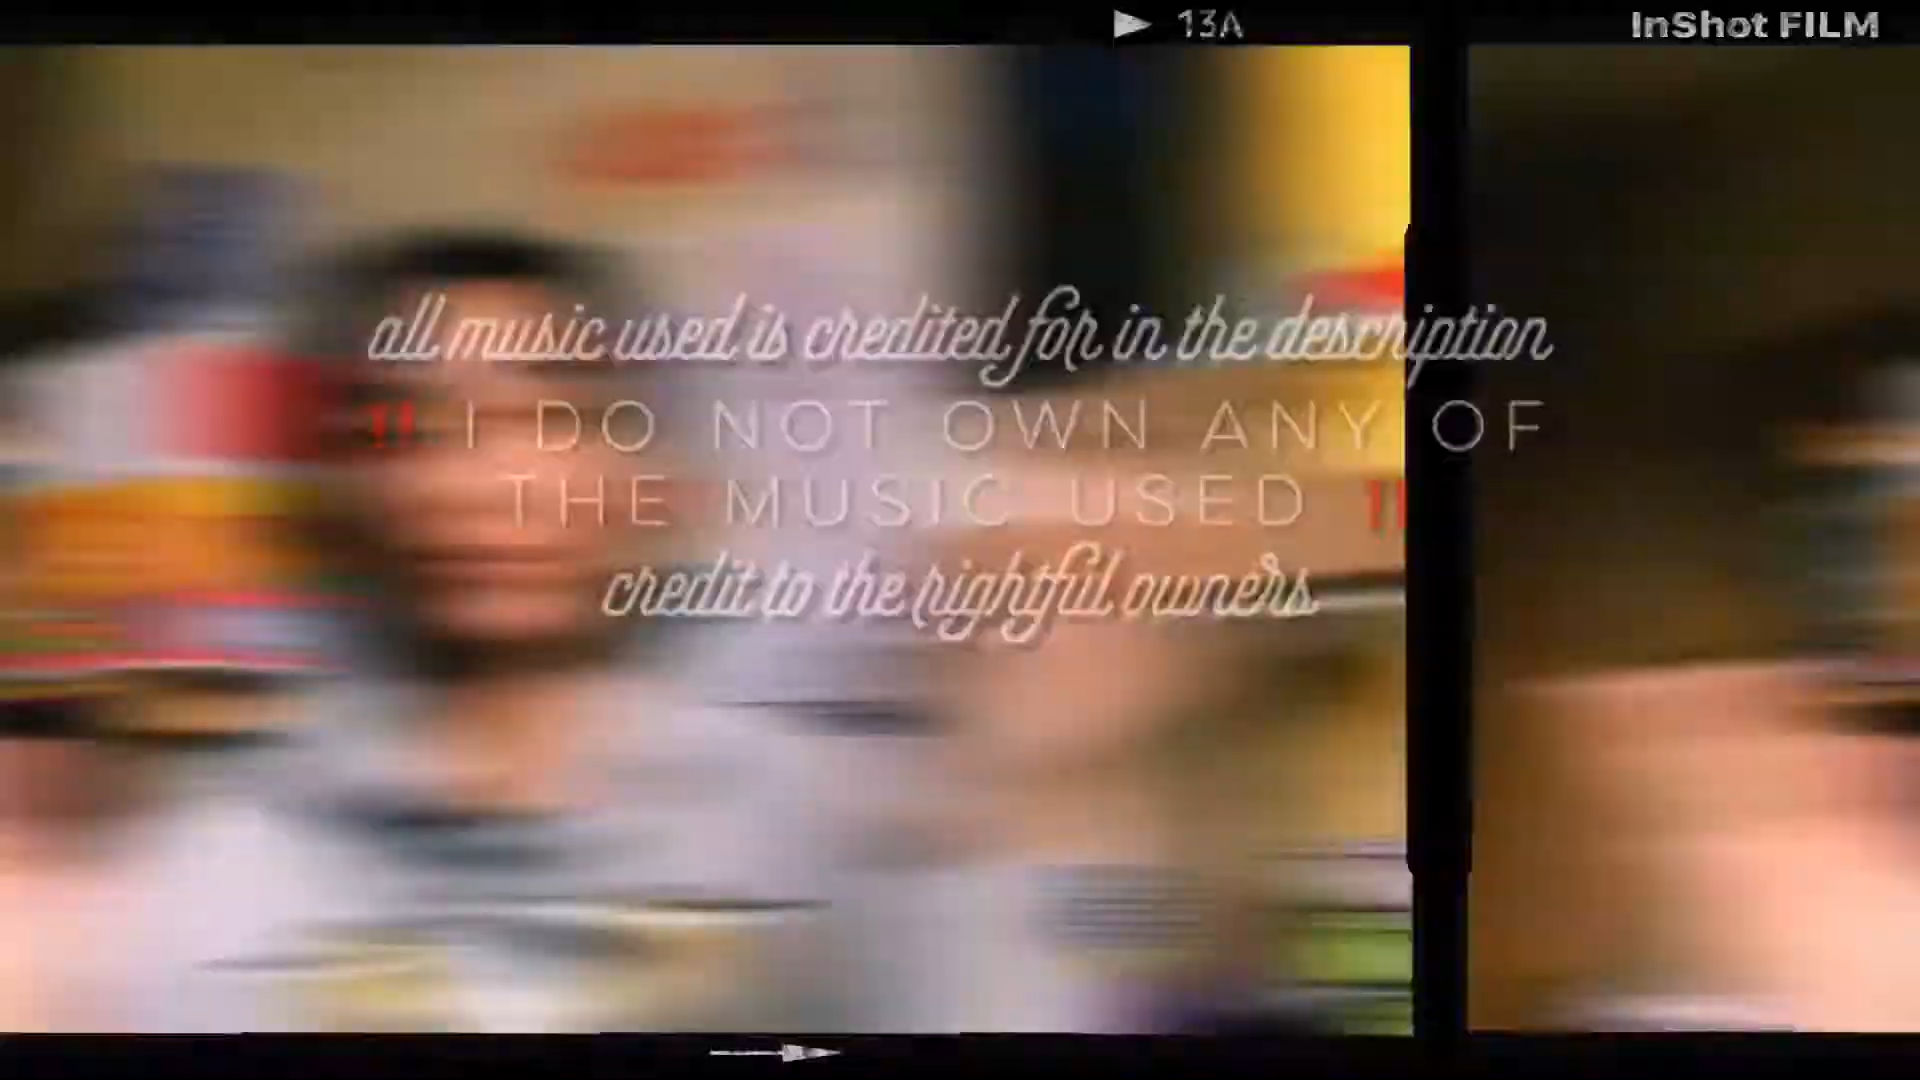 13A
InShot FILM
all music used is credited for in the description
‼ I DO NOT OWN ANY OF
THE MUSIC USED ‼
credit to the rightful owners